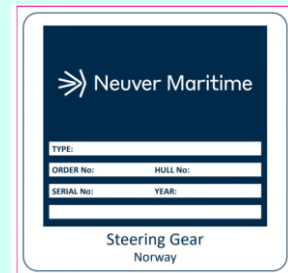 Neuver Maritime
TYPE:
ORDER No: HULL No:
SERIAL No: YEAR:
Steering Gear
Norway